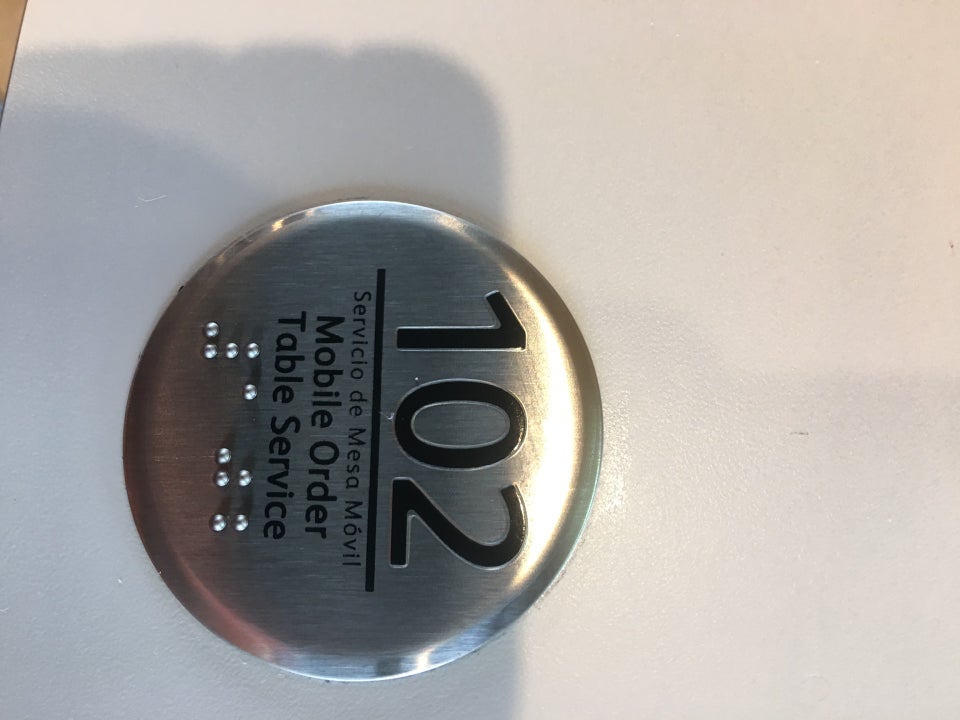 102
Servicio de Mesa Móvil
Mobile Order
Table Service